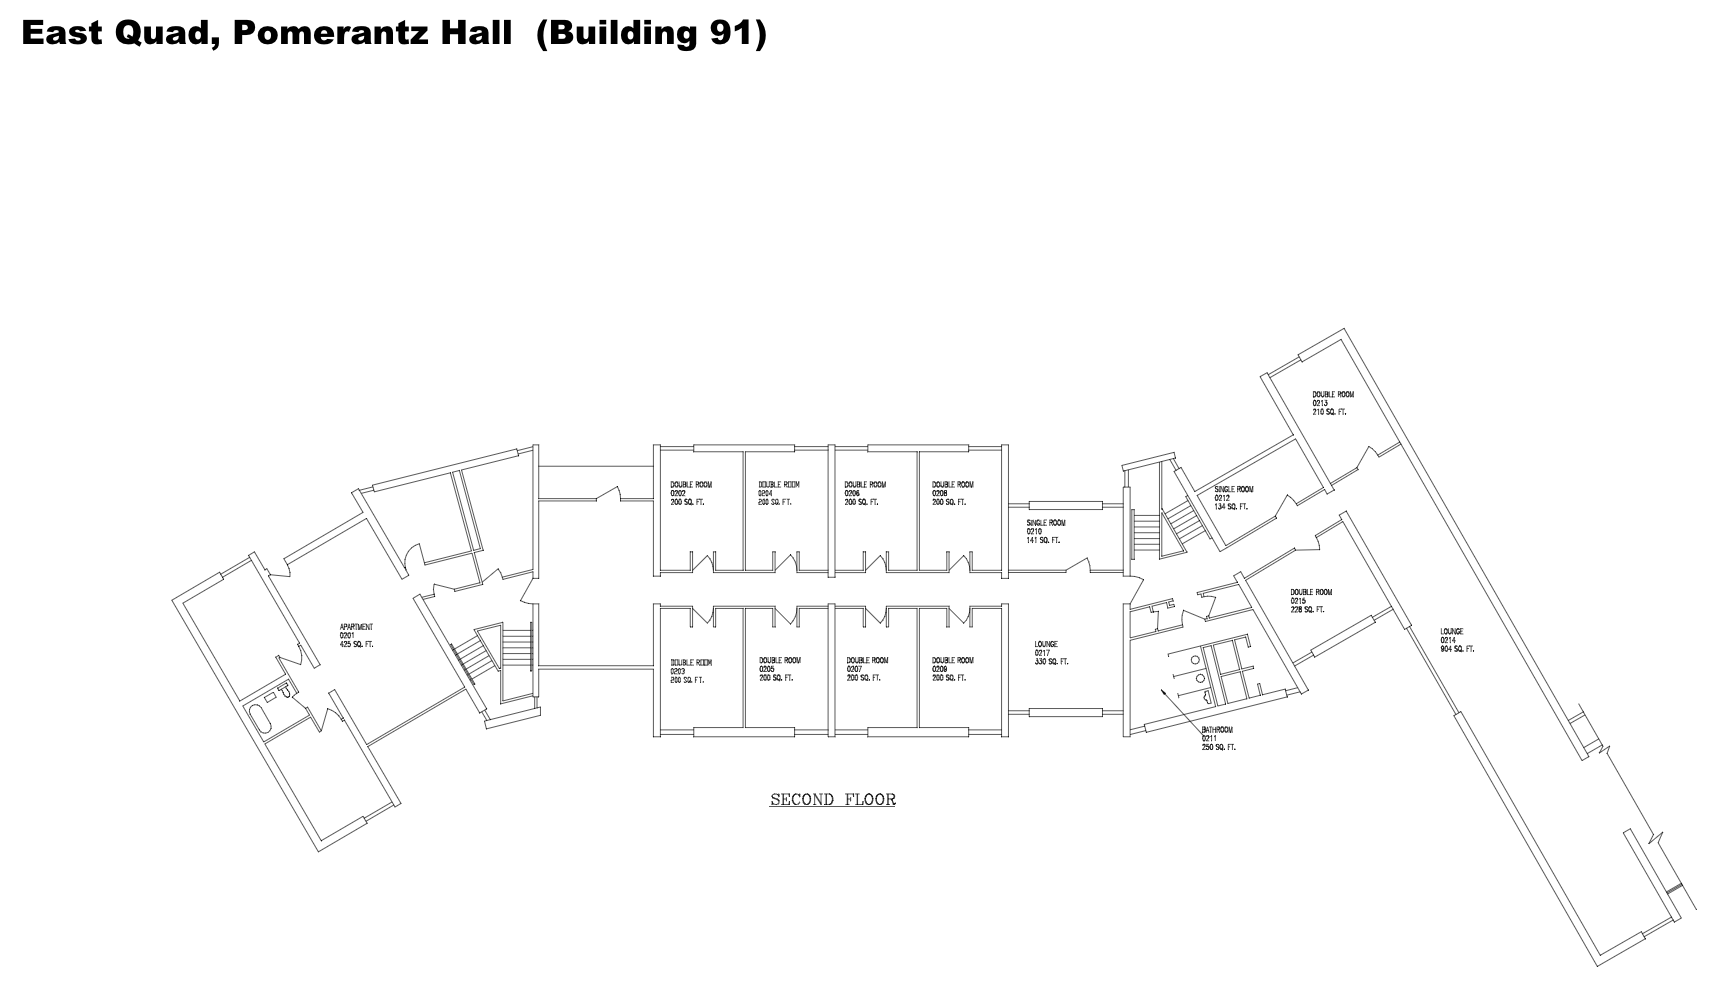 East Quad, Pomerantz Hall (Building 91)
DOUBLE ROOM
0213
210 SQ. FT.
DOUBLE ROOM
0202
200 SQ. FT.
DOUBLE ROOM
0204
200 SQ. FT.
DOUBLE ROOM
0206
200 SQ. FT.
DOUBLE ROOM
0208
200 SQ. FT.
SINGLE ROOM
0212
134 SQ. FT.
SINGLE ROOM
0210
141 SQ. FT.
DOUBLE ROOM
0215
228 SQ. FT.
APARTMENT
0201
425 SQ. FT.
LOUNGE
0214
904 SQ. FT.
DOUBLE ROOM
0203
200 SQ. FT.
DOUBLE ROOM
0205
200 SQ. FT.
DOUBLE ROOM
0207
200 SQ. FT.
DOUBLE ROOM
0209
200 SQ. FT.
LOUNGE
0217
330 SQ. FT.
BATHROOM
0211
250 SQ. FT.
SECOND FLOOR